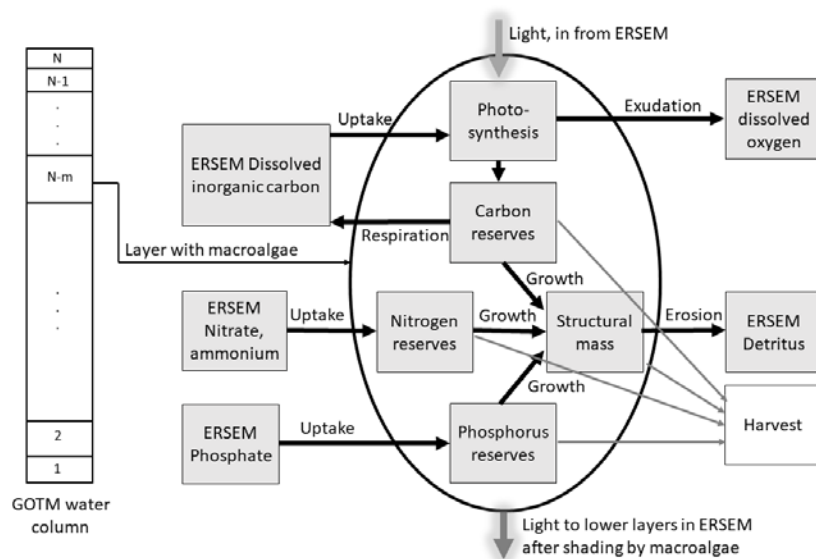 N
N-1
.
.
.
N-m
.
.
.
2
1
GOTM water
column
Layer with macroalgae
Light, in from ERSEM
Photo-
synthesis
Exudation
ERSEM
dissolved
oxygen
Uptake
ERSEM Dissolved
inorganic carbon
Respiration
Carbon
reserves
Growth
ERSEM
Nitrate,
ammonium
Uptake
Nitrogen
reserves
Growth
Structural
mass
Erosion
ERSEM
Detritus
Growth
Harvest
ERSEM
Phosphate
Uptake
Phosphorus
reserves
Light to lower layers in ERSEM
after shading by macroalgae